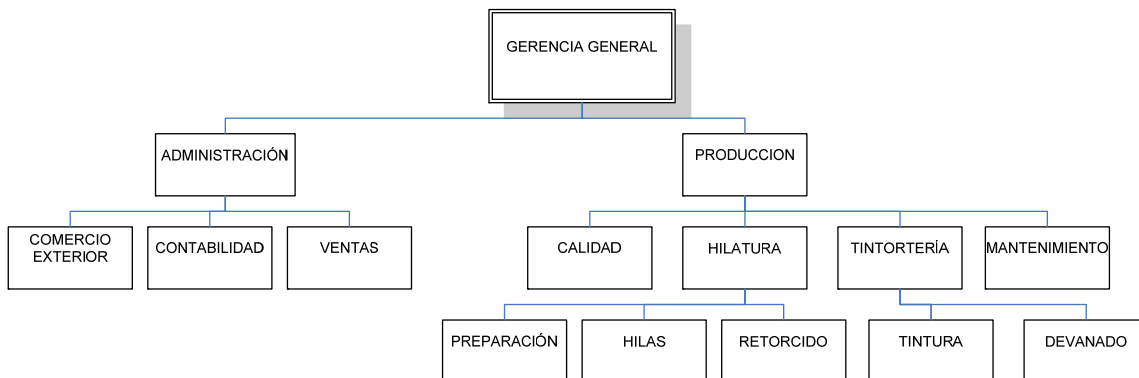 GERENCIA GENERAL
ADMINISTRACIÓN
PRODUCCION
COMERCIO
EXTERIOR
CONTABILIDAD
VENTAS
CALIDAD
HILATURA
TINTORTERÍA
MANTENIMIENTO
PREPARACIÓN
HILAS
RETORCIDO
TINTURA
DEVANADO